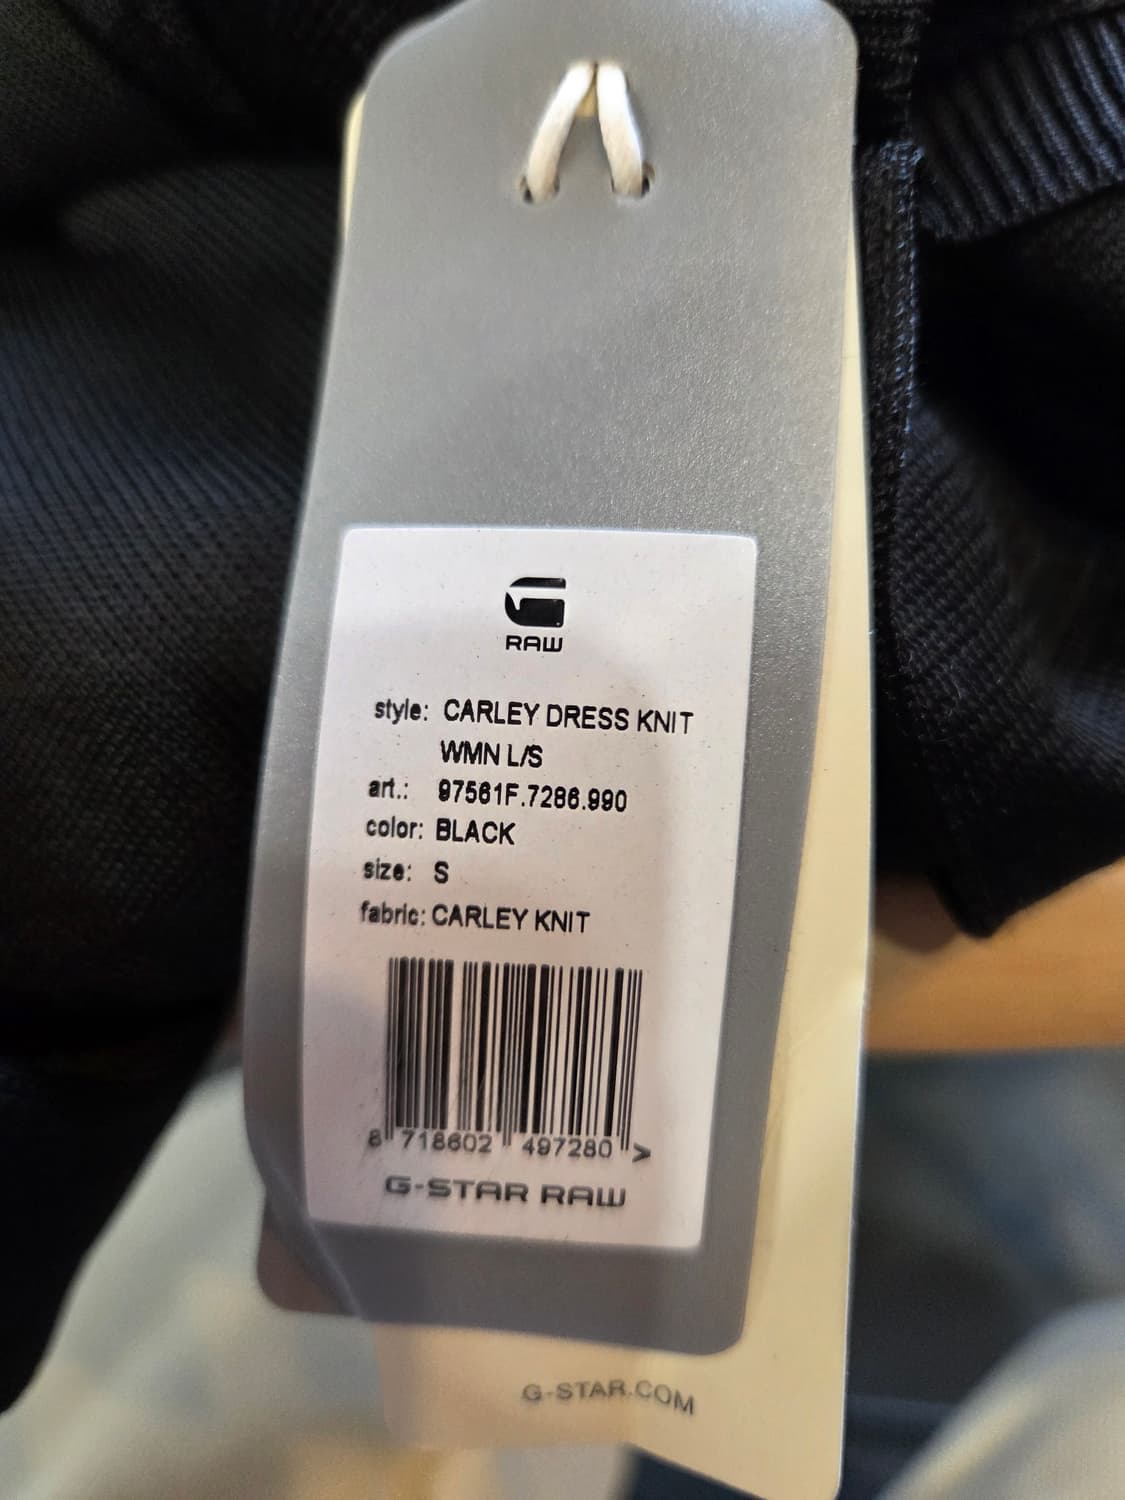 RAW
style: CARLEY DRESS KNIT
WMN L/S
art.: 97561F.7286.990
color: BLACK
size: S
fabric: CARLEY KNIT
8 718602 497280 >
G-STAR RAW
G-STAR.COM